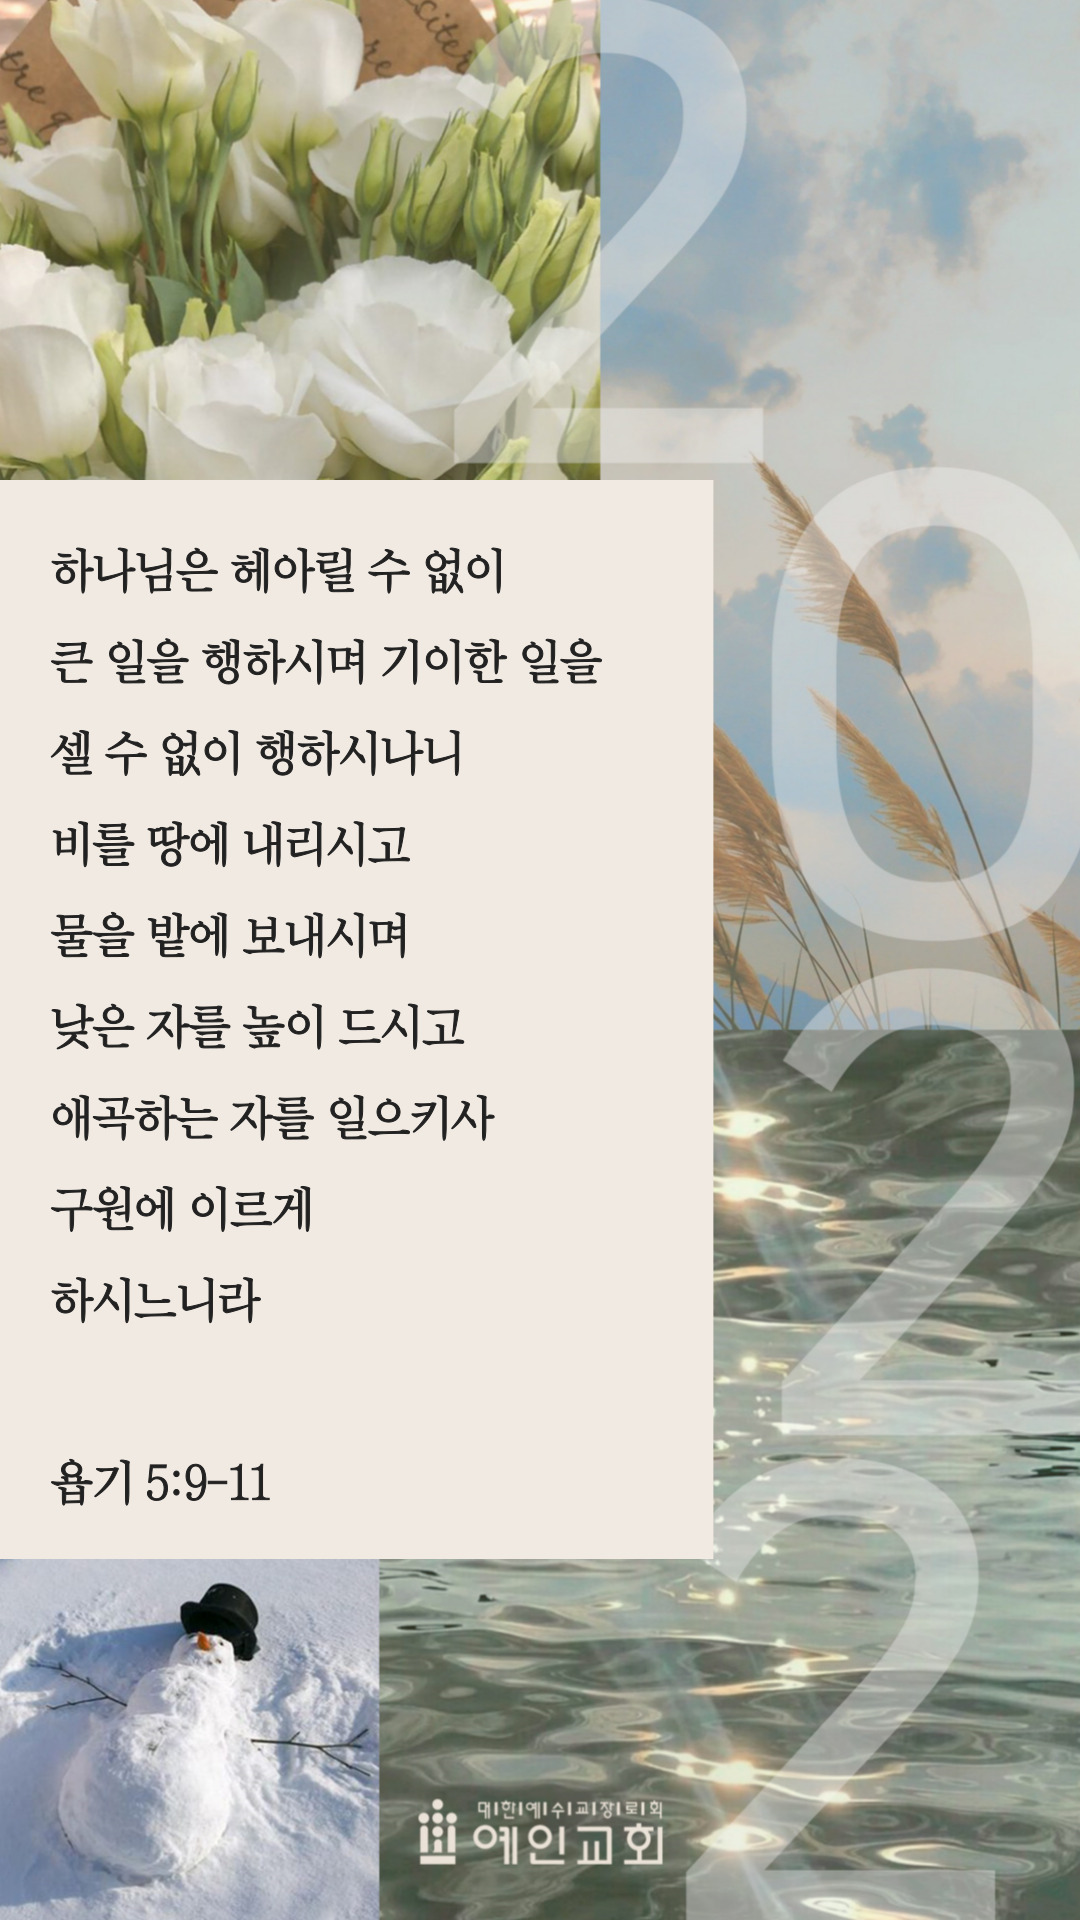 2
0
2
2
하나님은 헤아릴 수 없이
큰 일을 행하시며 기이한 일을
셀 수 없이 행하시나니
비를 땅에 내리시고
물을 밭에 보내시며
낮은 자를 높이 드시고
애곡하는 자를 일으키사
구원에 이르게
하시느니라
욥기 5:9-11
대한예수교장로회
예인교회